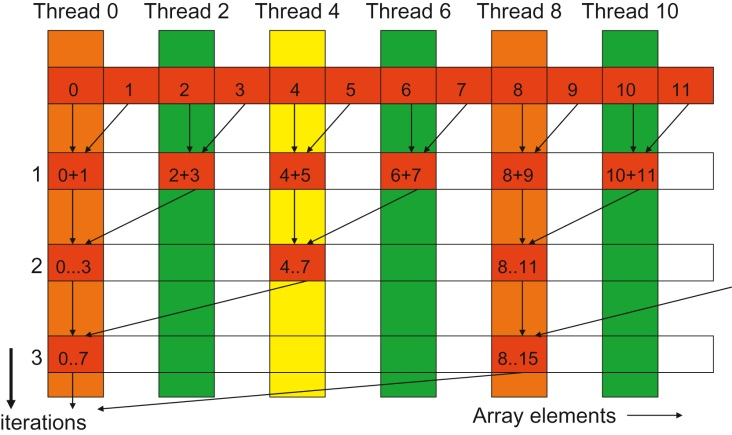 Thread 0 Thread 2 Thread 4 Thread 6 Thread 8 Thread 10
0 1 2 3 4 5 6 7 8 9 10 11
1 0+1 2+3 4+5 6+7 8+9 10+11
2 0...3 4..7 8..11
3 0..7 8..15
iterations Array elements